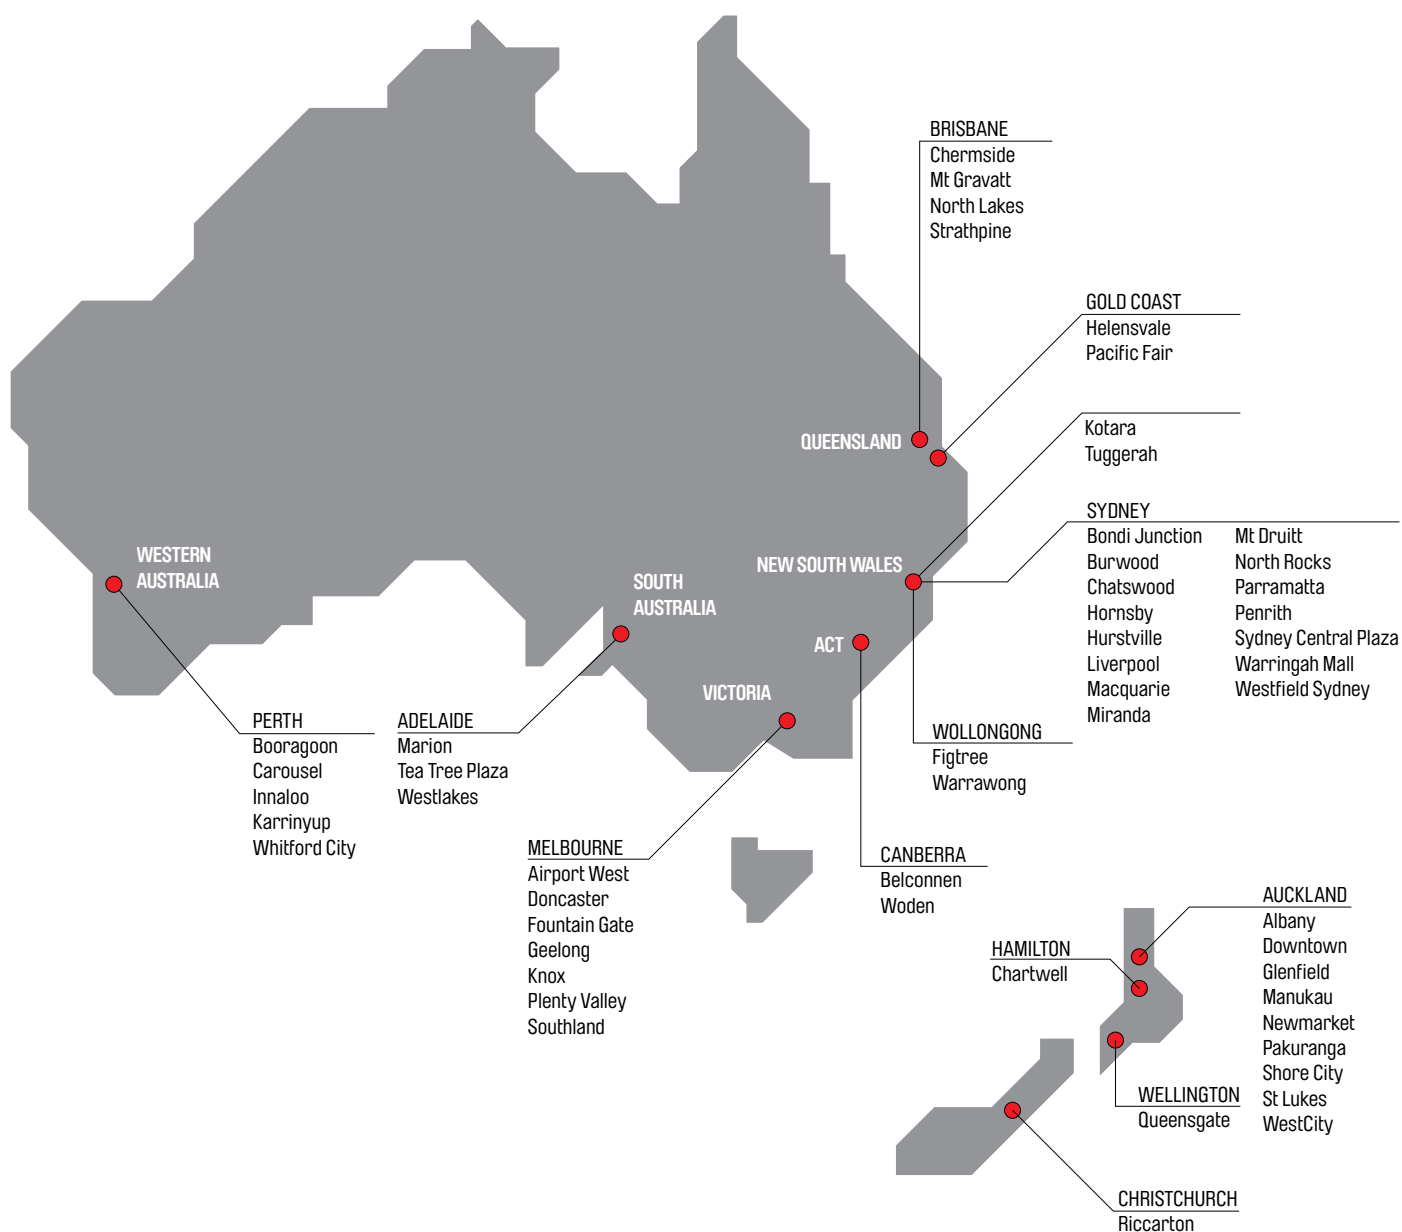 BRISBANE
Chermside
Mt Gravatt
North Lakes
Strathpine
GOLD COAST
Helensvale
Pacific Fair
QUEENSLAND
Kotara
Tuggerah
SYDNEY
Bondi Junction
Burwood
Chatswood
Hornsby
Hurstville
Liverpool
Macquarie
Miranda
Mt Druitt
North Rocks
Parramatta
Penrith
Sydney Central Plaza
Warringah Mall
Westfield Sydney
WESTERN
AUSTRALIA
NEW SOUTH WALES
SOUTH
AUSTRALIA
ACT
VICTORIA
PERTH
Booragoon
Carousel
Innaloo
Karrinyup
Whitford City
ADELAIDE
Marion
Tea Tree Plaza
Westlakes
WOLLONGONG
Figtree
Warrawong
MELBOURNE
Airport West
Doncaster
Fountain Gate
Geelong
Knox
Plenty Valley
Southland
CANBERRA
Belconnen
Woden
AUCKLAND
Albany
Downtown
Glenfield
Manukau
Newmarket
Pakuranga
Shore City
St Lukes
WestCity
HAMILTON
Chartwell
WELLINGTON
Queensgate
CHRISTCHURCH
Riccarton